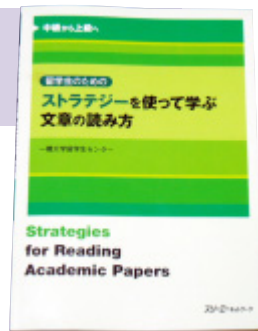 中級から上級へ
留学生のための
ストラテジーを使って学ぶ
文章の読み方
一橋大学留学生センター
Strategies
for Reading
Academic Papers
スリーエーネットワーク